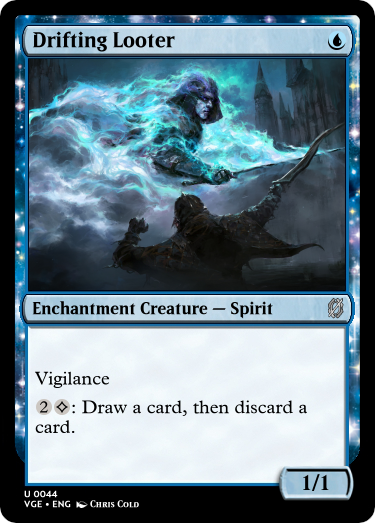 Drifting Looter
Enchantment Creature — Spirit
Vigilance
2 : Draw a card, then discard a
card.
1/1
U 0044
VGE • ENG Chris Cold